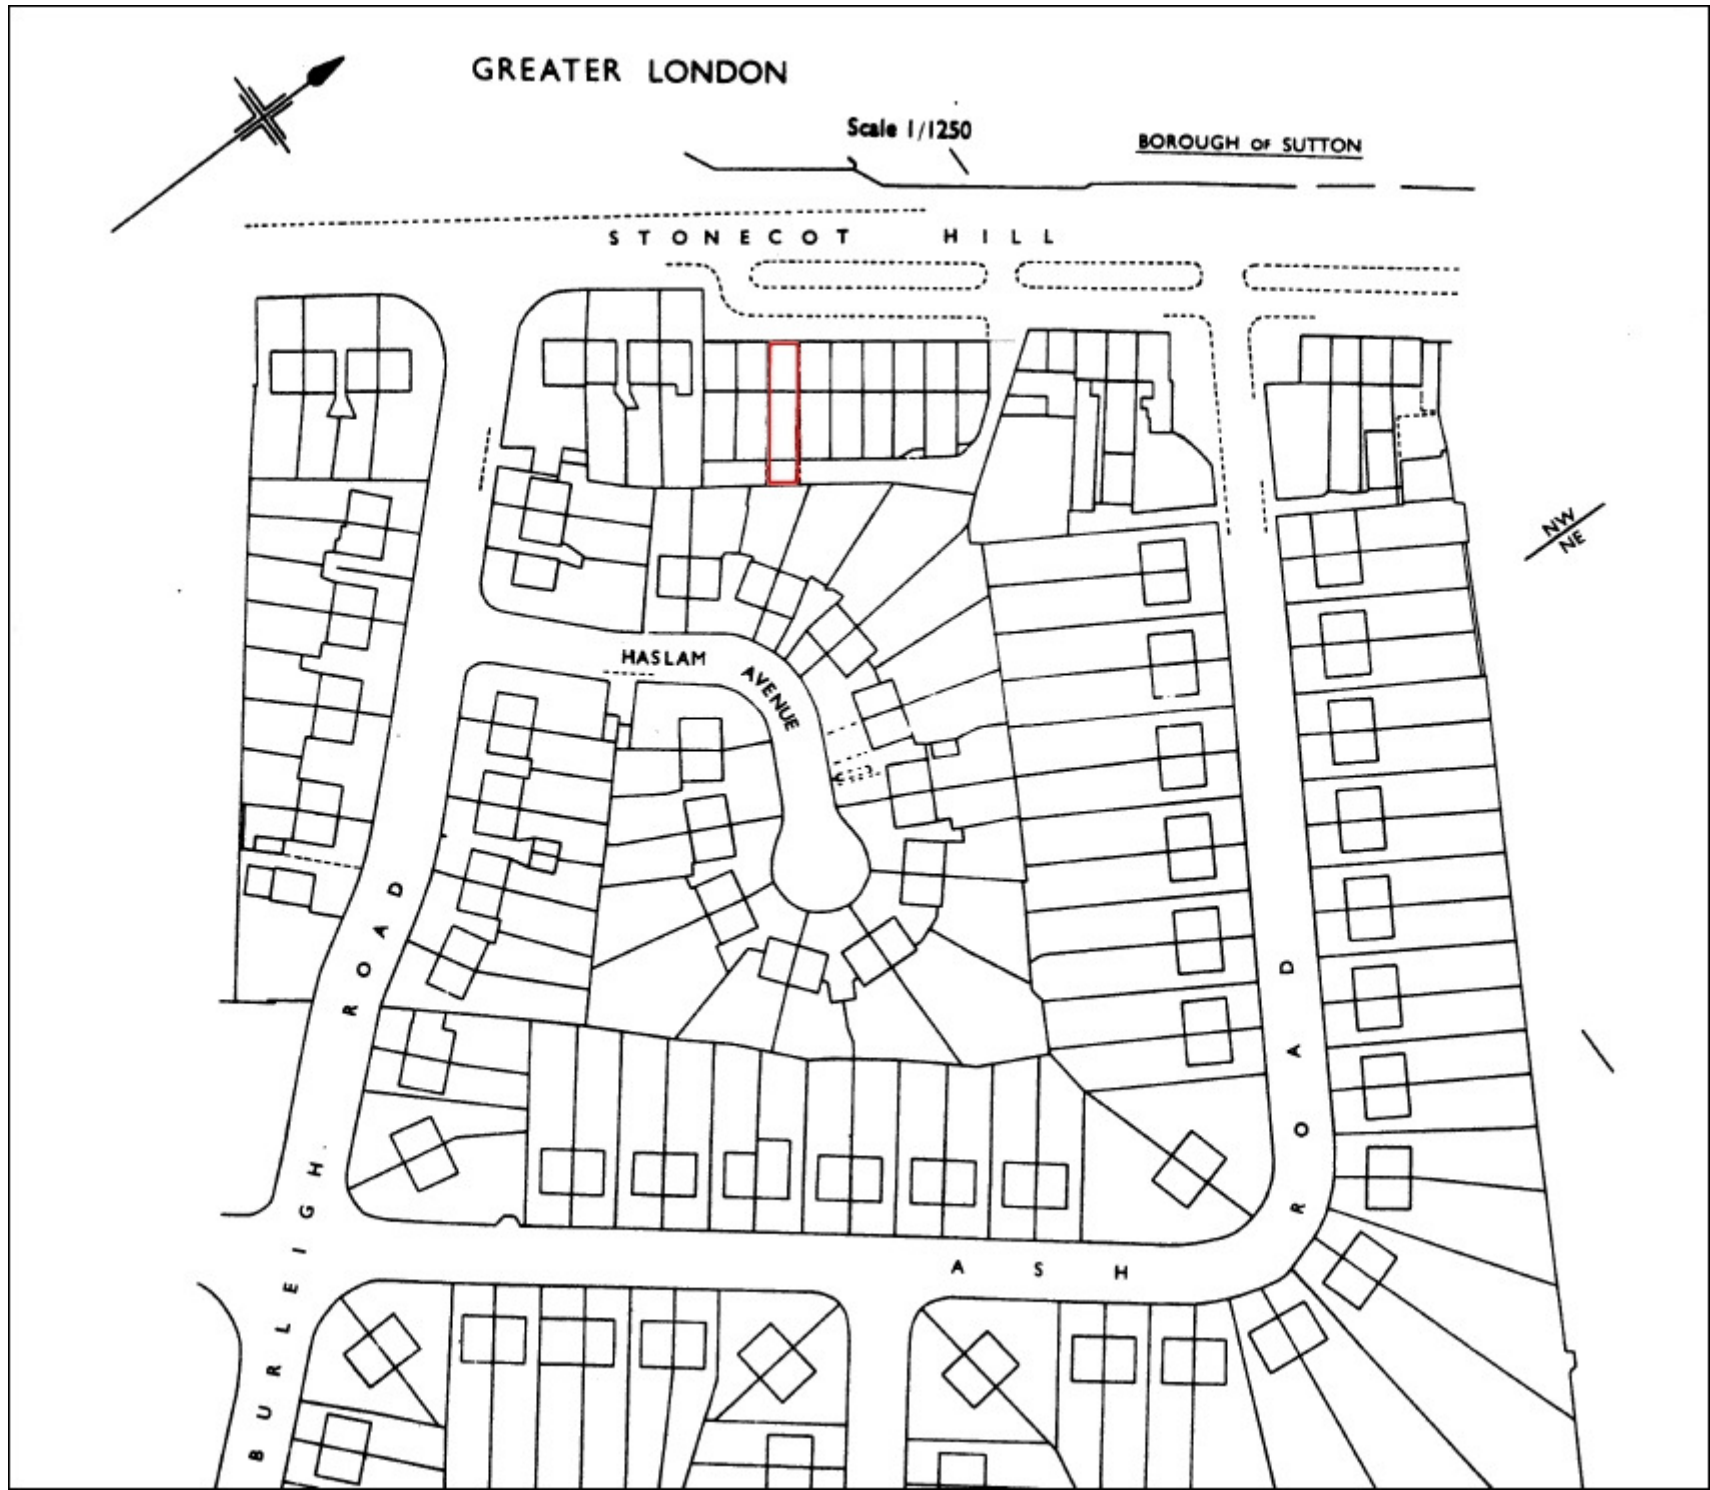 GREATER LONDON
Scale 1/1250
BOROUGH OF SUTTON
STONECOT HILL
NW
NE
HASLAM AVENUE
BURLEIGH ROAD
ASH ROAD